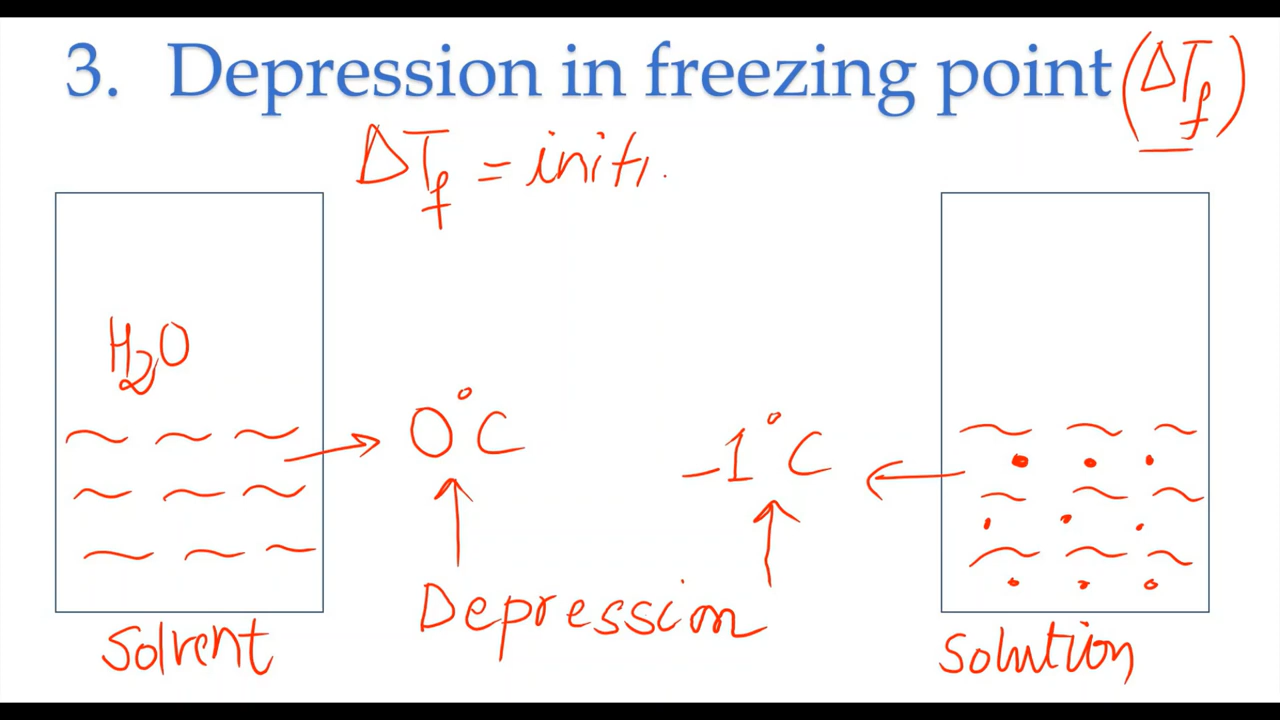 3. Depression in freezing point (ΔTf)
ΔTf = initi
H2O
0°C
-1°C
Depression
Solvent
Solution